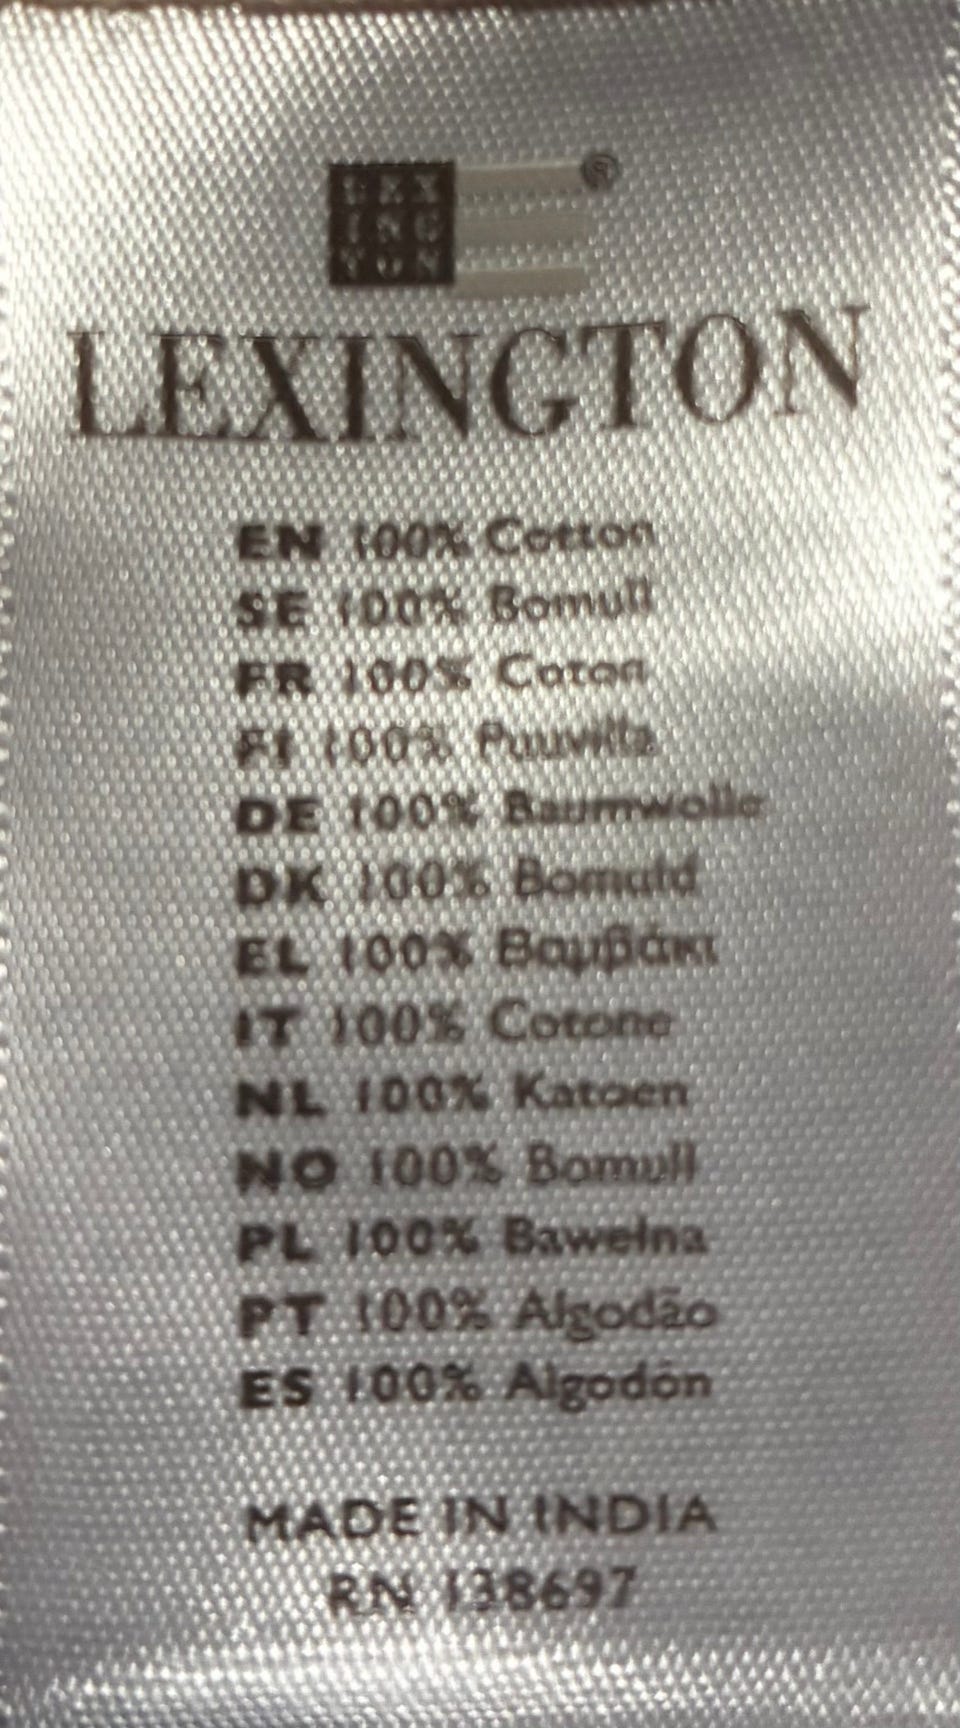 LEX
ING
TON
®
LEXINGTON
EN 100% Cotton
SE 100% Bomull
FR 100% Coton
FI 100% Puuvilla
DE 100% Baumwolle
DK 100% Bomuld
EL 100% Βαμβάκι
IT 100% Cotone
NL 100% Katoen
NO 100% Bomull
PL 100% Bawełna
PT 100% Algodão
ES 100% Algodón
MADE IN INDIA
RN 138697